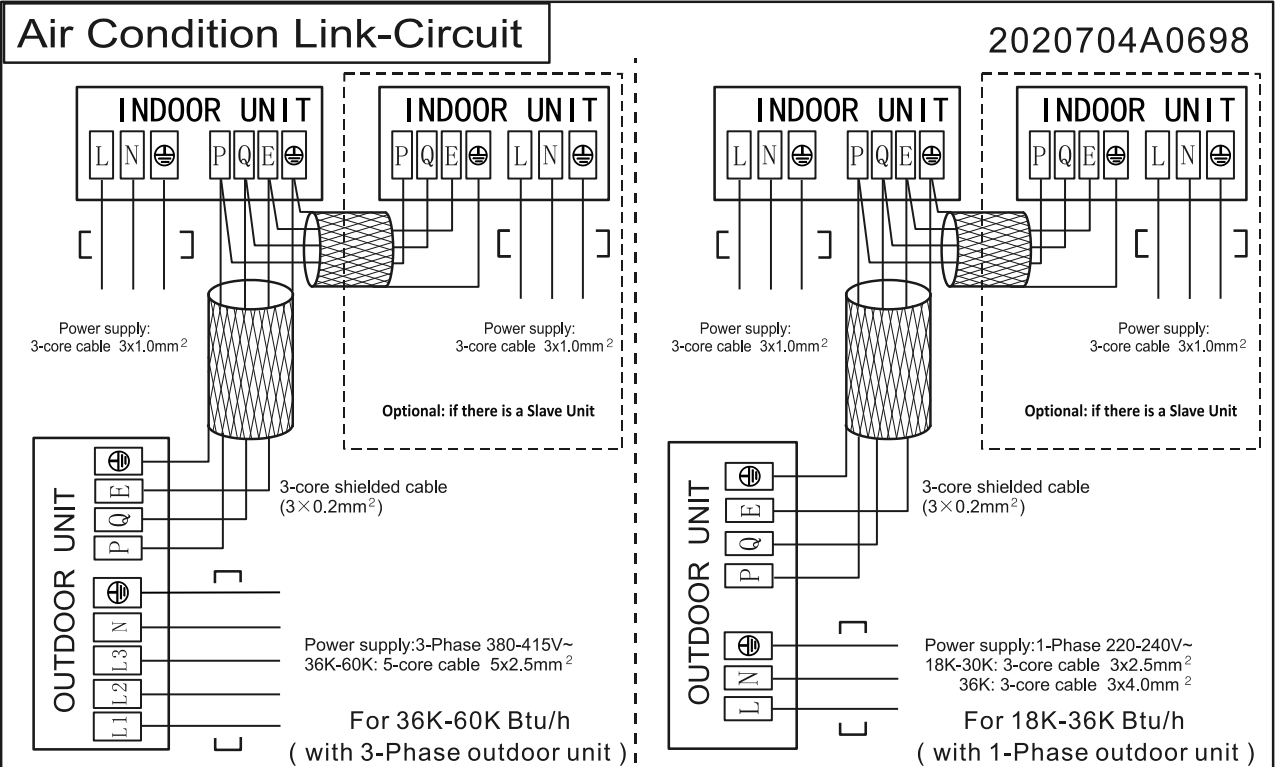 Air Condition Link-Circuit
2020704A0698
INDOOR UNIT
L N P Q E
INDOOR UNIT
P Q E L N
Power supply:
3-core cable 3x1.0mm²
Power supply:
3-core cable 3x1.0mm²
Optional: if there is a Slave Unit
OUTDOOR UNIT
E
Q
P
N
L3
L2
L1
3-core shielded cable
(3×0.2mm²)
Power supply:3-Phase 380-415V~
36K-60K: 5-core cable 5x2.5mm²
For 36K-60K Btu/h
( with 3-Phase outdoor unit )
INDOOR UNIT
L N P Q E
INDOOR UNIT
P Q E L N
Power supply:
3-core cable 3x1.0mm²
Power supply:
3-core cable 3x1.0mm²
Optional: if there is a Slave Unit
OUTDOOR UNIT
E
Q
P
N
L
3-core shielded cable
(3×0.2mm²)
Power supply:1-Phase 220-240V~
18K-30K: 3-core cable 3x2.5mm²
36K: 3-core cable 3x4.0mm²
For 18K-36K Btu/h
( with 1-Phase outdoor unit )